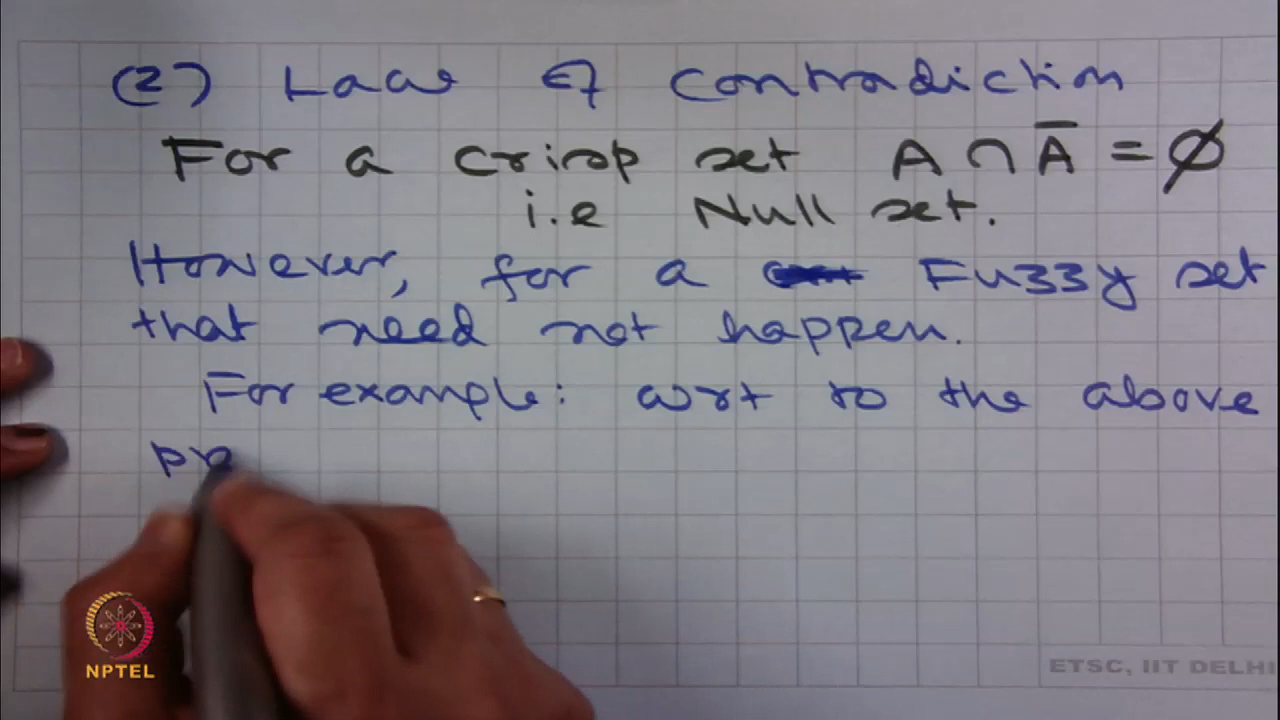 (2) Law of Contradiction
For a crisp set A ∩ A̅ = ∅
i.e Null set.
However, for a Fuzzy set
that need not happen.
For example: wrt to the above
pr
NPTEL
ETSC, IIT DELHI